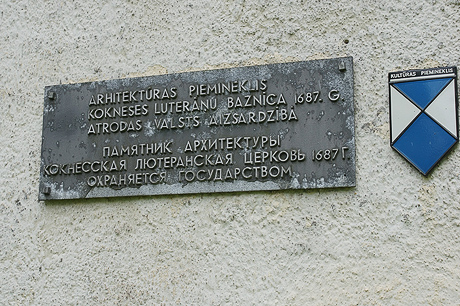 ARHITEKTŪRAS PIEMINEKLIS
KOKNESES LUTERĀŅU BAZNĪCA 1687. G.
ATRODAS VALSTS AIZSARDZĪBĀ
ПАМЯТНИК АРХИТЕКТУРЫ
КОКНЕССКАЯ ЛЮТЕРАНСКАЯ ЦЕРКОВЬ 1687 Г.
ОХРАНЯЕТСЯ ГОСУДАРСТВОМ
KULTŪRAS PIEMINEKLIS